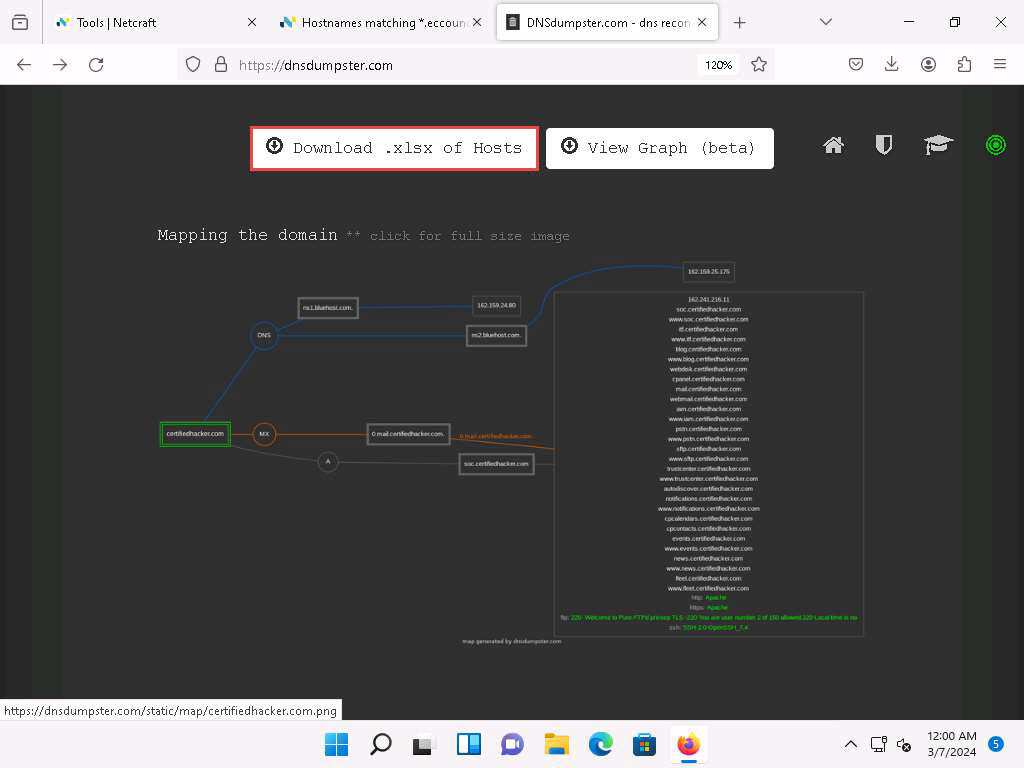 Tools | Netcraft
Hostnames matching *.eccoun
DNSdumpster.com - dns recon
https://dnsdumpster.com
120%
Download .xlsx of Hosts
View Graph (beta)
Mapping the domain ** click for full size image
162.159.25.175
ns1.bluehost.com.
162.159.24.80
DNS
ns2.bluehost.com.
certifiedhacker.com
MX
0 mail.certifiedhacker.com.
0 mail.certifiedhacker.com.
A
soc.certifiedhacker.com
162.241.216.11
soc.certifiedhacker.com
www.soc.certifiedhacker.com
itf.certifiedhacker.com
www.itf.certifiedhacker.com
blog.certifiedhacker.com
www.blog.certifiedhacker.com
webdisk.certifiedhacker.com
cpanel.certifiedhacker.com
mail.certifiedhacker.com
webmail.certifiedhacker.com
iam.certifiedhacker.com
www.iam.certifiedhacker.com
pstn.certifiedhacker.com
www.pstn.certifiedhacker.com
sftp.certifiedhacker.com
www.sftp.certifiedhacker.com
trustcenter.certifiedhacker.com
www.trustcenter.certifiedhacker.com
autodiscover.certifiedhacker.com
notifications.certifiedhacker.com
www.notifications.certifiedhacker.com
cpcalendars.certifiedhacker.com
cpcontacts.certifiedhacker.com
events.certifiedhacker.com
www.events.certifiedhacker.com
news.certifiedhacker.com
www.news.certifiedhacker.com
fleet.certifiedhacker.com
www.fleet.certifiedhacker.com
http: Apache
https: Apache
ftp: 220- Welcome to Pure-FTPd privsep TLS -220-You are user number 2 of 150 allowed.220-Local time is no
ssh: SSH-2.0-OpenSSH_7.4
map generated by dnsdumpster.com
https://dnsdumpster.com/static/map/certifiedhacker.com.png
12:00 AM
3/7/2024
5